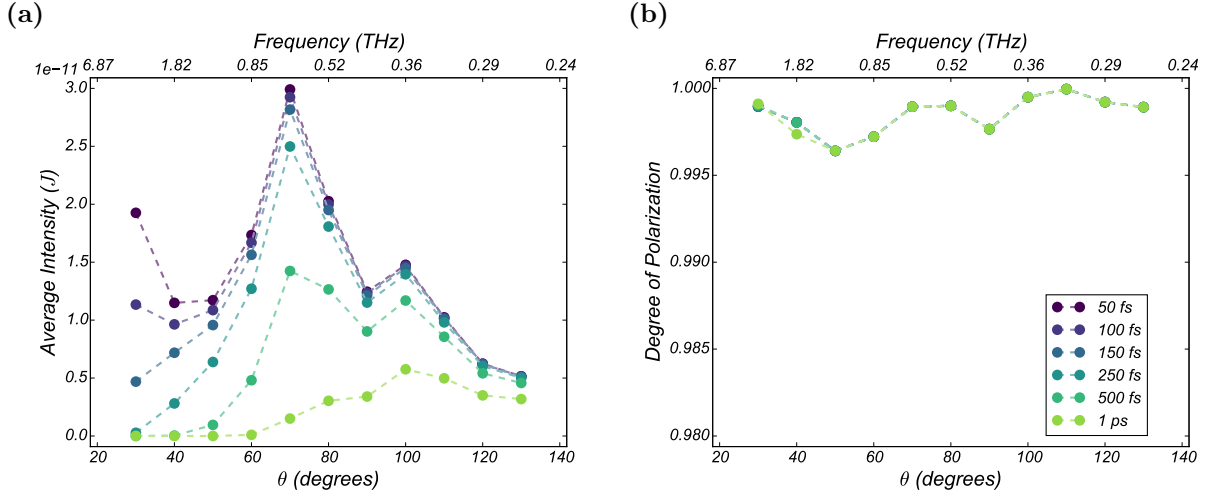 (a)
Frequency (THz)
6.87 1.82 0.85 0.52 0.36 0.29 0.24
1e−11
3.0
2.5
2.0
1.5
1.0
0.5
0.0
Average Intensity (J)
20 40 60 80 100 120 140
θ (degrees)
(b)
Frequency (THz)
6.87 1.82 0.85 0.52 0.36 0.29 0.24
1.000
0.995
0.990
0.985
0.980
Degree of Polarization
50 fs
100 fs
150 fs
250 fs
500 fs
1 ps
20 40 60 80 100 120 140
θ (degrees)